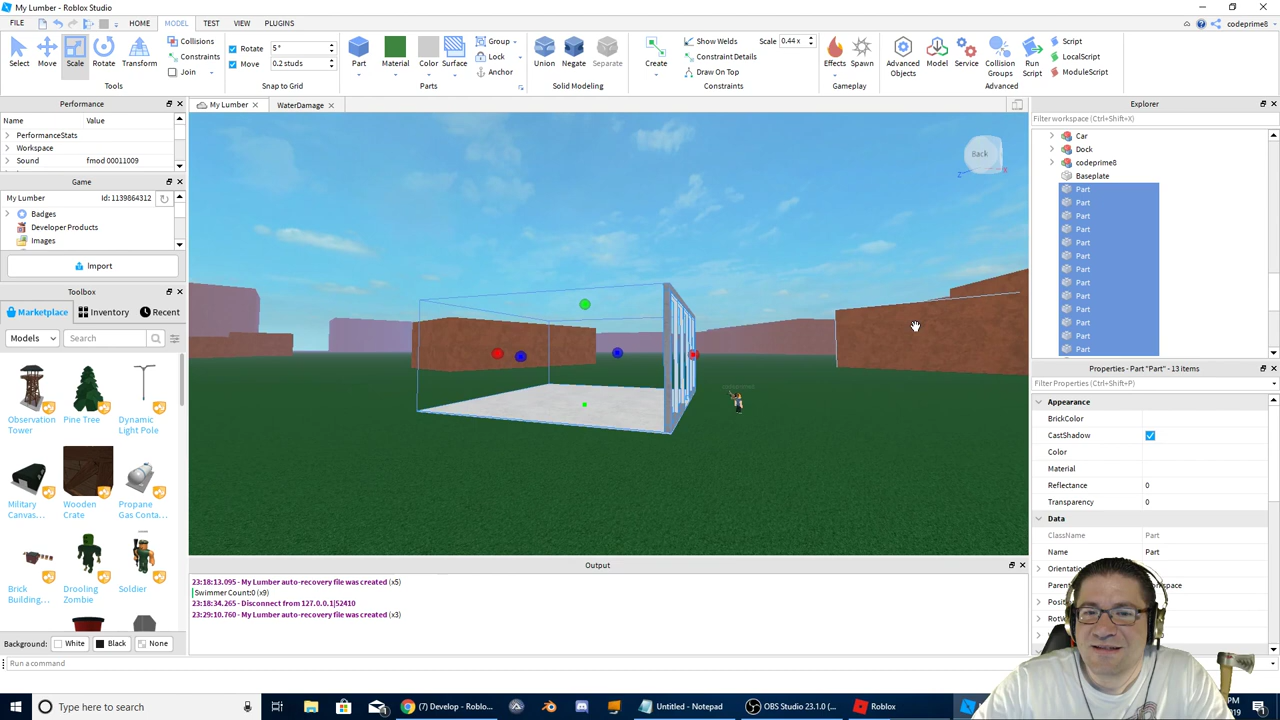 My Lumber - Roblox Studio
FILE HOME MODEL TEST VIEW PLUGINS codeprime8
Select Move Scale Rotate Transform
Collisions
Constraints
Join
Tools
Rotate 5 °
Move 0.2 studs
Snap to Grid
Part Material Color Surface
Group
Lock
Anchor
Parts
Union Negate Separate
Solid Modeling
Create
Show Welds
Constraint Details
Draw On Top
Scale 0.44 x
Constraints
Effects Spawn
Gameplay
Advanced Objects Model Service Collision Groups Run Script
Script
LocalScript
ModuleScript
Advanced
Performance
Name Value
PerformanceStats
Workspace
Sound fmod 00011009
Game
My Lumber Id: 1139864312
Badges
Developer Products
Images
Import
Toolbox
Marketplace Inventory Recent
Models Search
Observation Tower
Pine Tree
Dynamic Light Pole
Military Canvas...
Wooden Crate
Propane Gas Conta...
Brick Building...
Drooling Zombie
Soldier
Background: White Black None
My Lumber WaterDamage
Back
Z
codeprime8
Output
23:18:13.095 - My Lumber auto-recovery file was created (x5)
Swimmer Count:0 (x9)
23:18:34.265 - Disconnect from 127.0.0.1|52410
23:29:10.760 - My Lumber auto-recovery file was created (x3)
Run a command
Explorer
Filter workspace (Ctrl+Shift+X)
Car
Dock
codeprime8
Baseplate
Part
Part
Part
Part
Part
Part
Part
Part
Part
Part
Part
Part
Part
Properties - Part "Part" - 13 items
Filter Properties (Ctrl+Shift+P)
Appearance
BrickColor
CastShadow
Color
Material
Reflectance 0
Transparency 0
Data
ClassName Part
Name Part
Type here to search
(7) Develop - Roblo...
Untitled - Notepad
OBS Studio 23.1.0 (...
Roblox